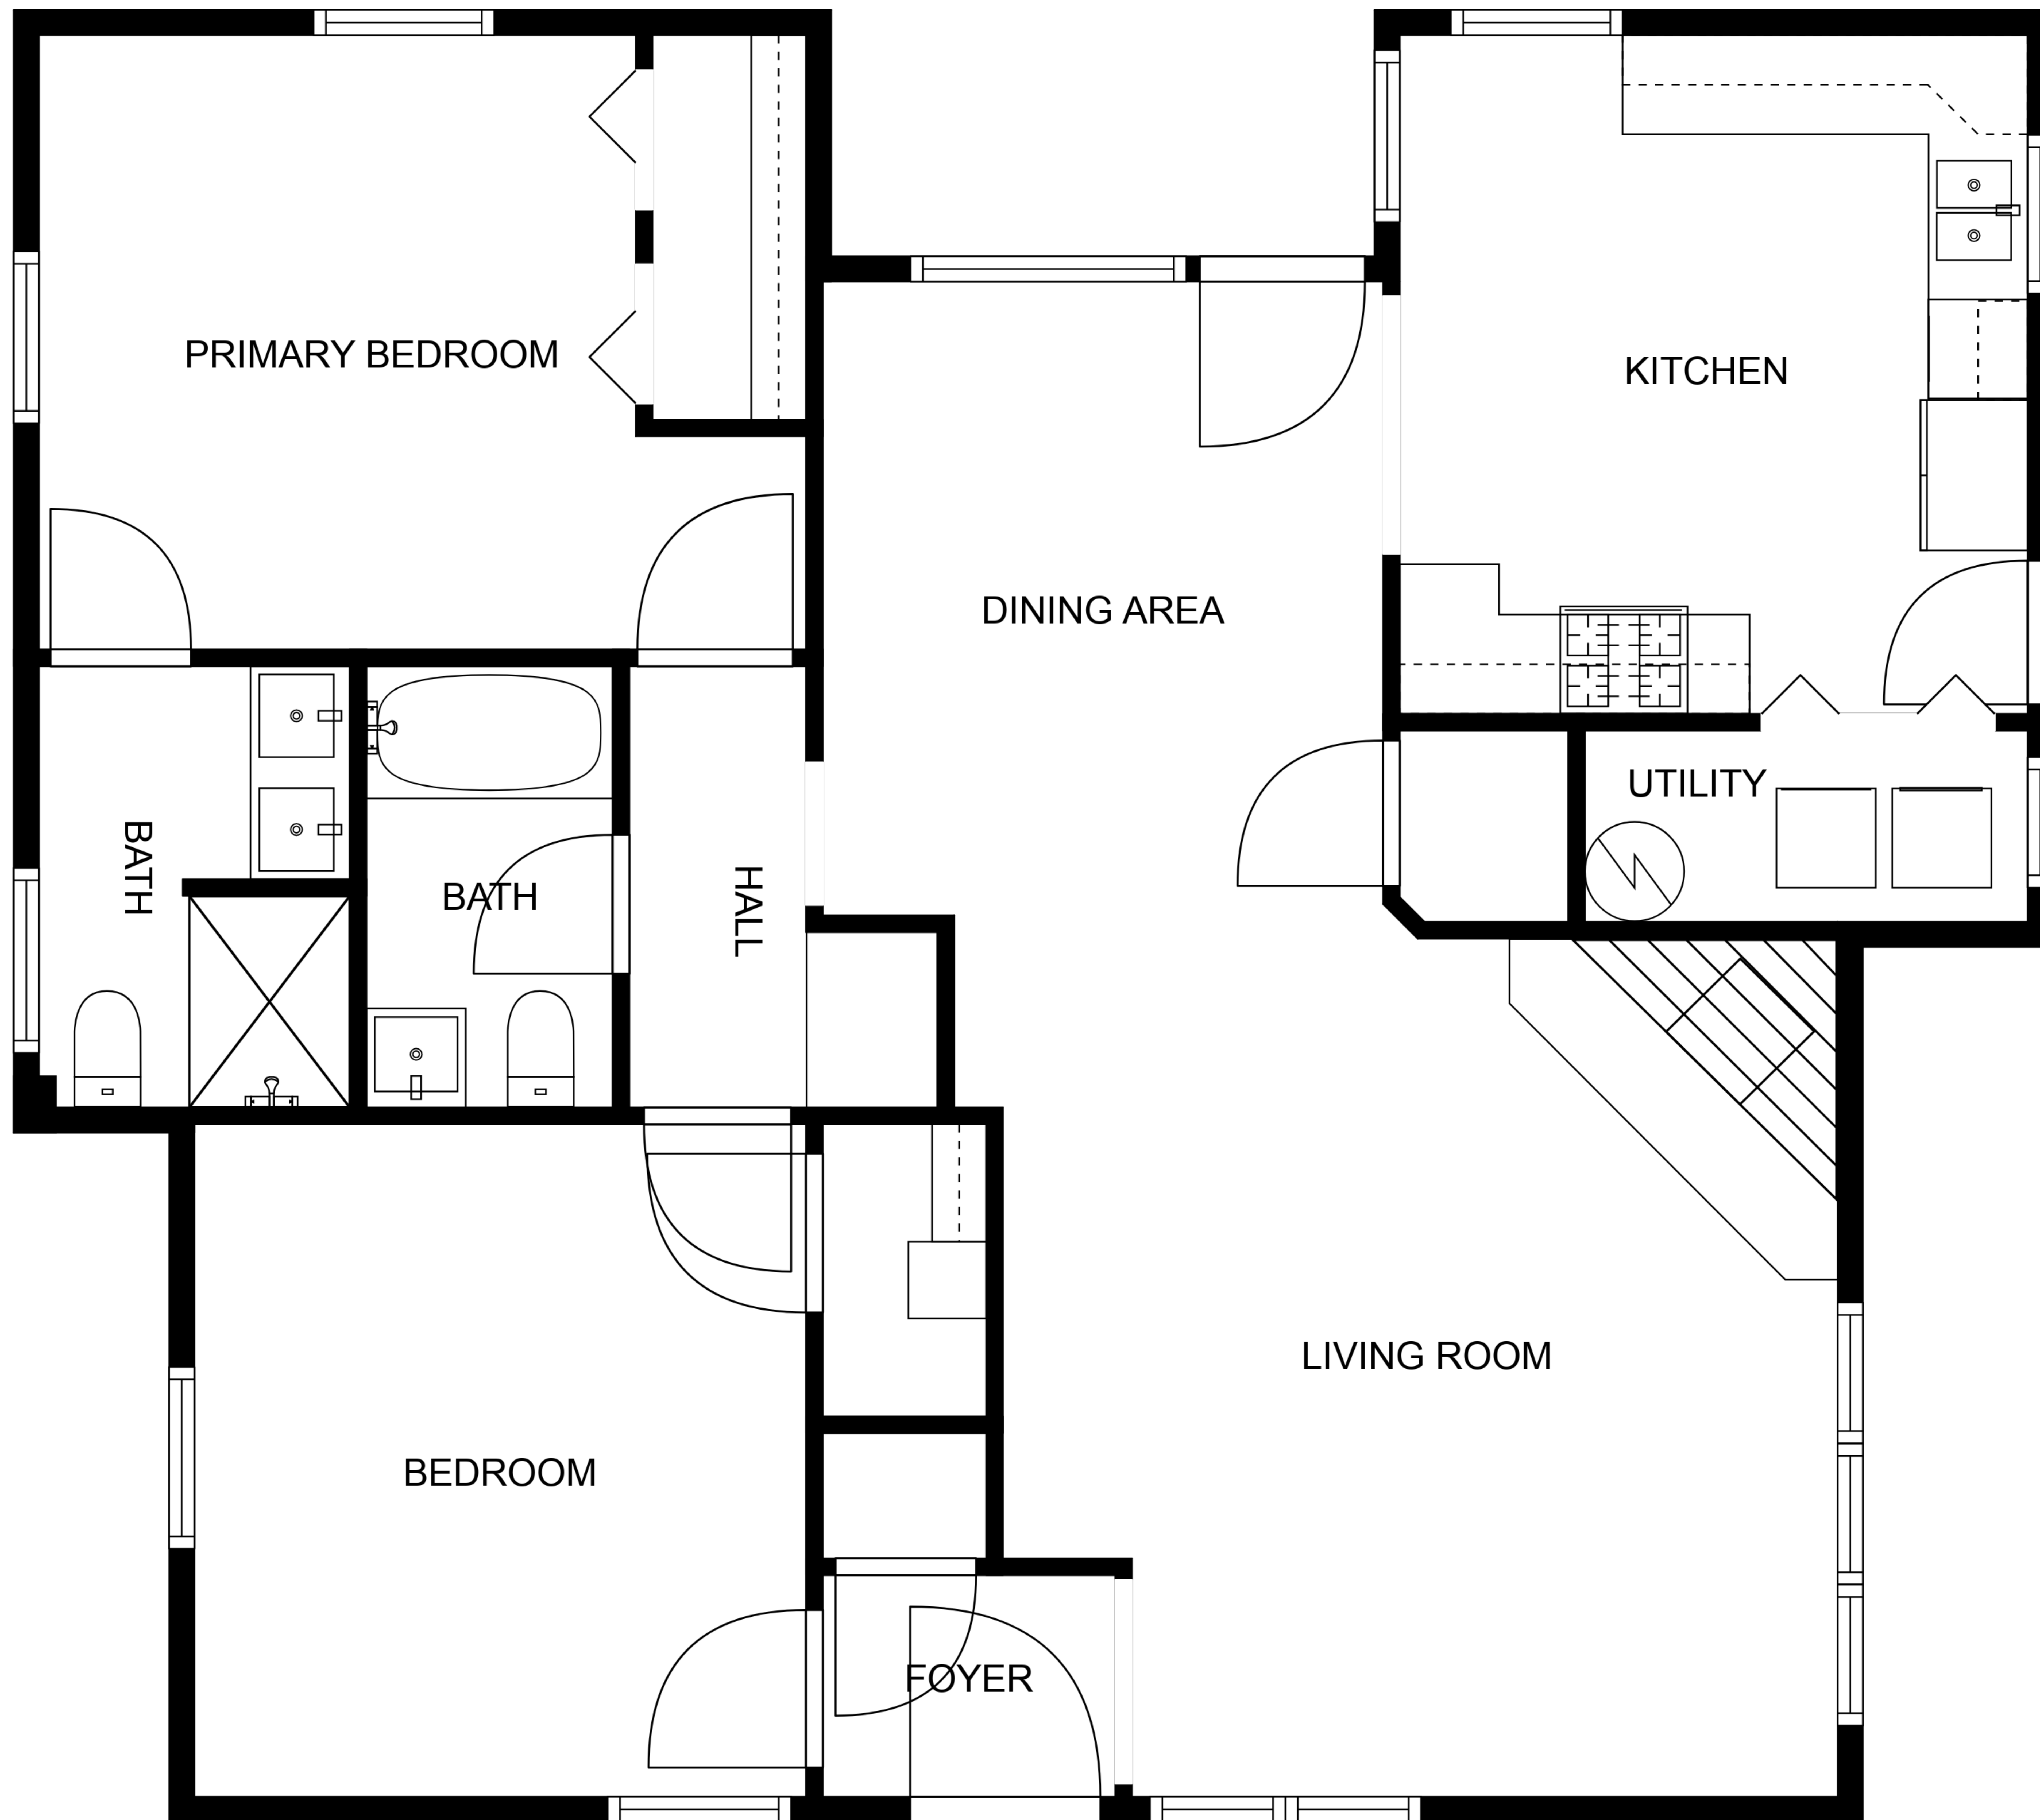 PRIMARY BEDROOM
KITCHEN
DINING AREA
UTILITY
BATH
BATH
HALL
LIVING ROOM
BEDROOM
FOYER